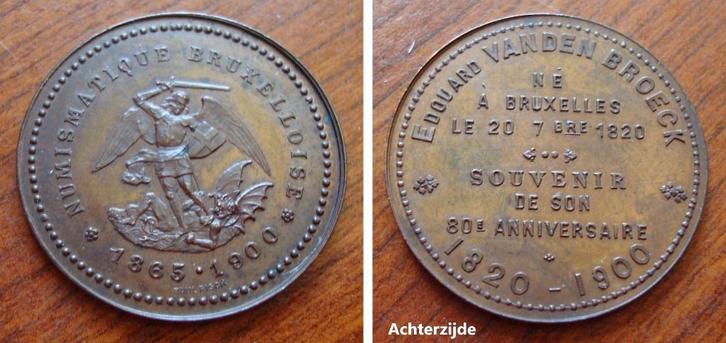 NUMISMATIQUE BRUXELLOISE
1865 · 1900
EDOUARD VANDEN BROECK
NÉ
À BRUXELLES
LE 20 7 BRE 1820
SOUVENIR
DE SON
80E ANNIVERSAIRE
1820 - 1900
Achterzijde